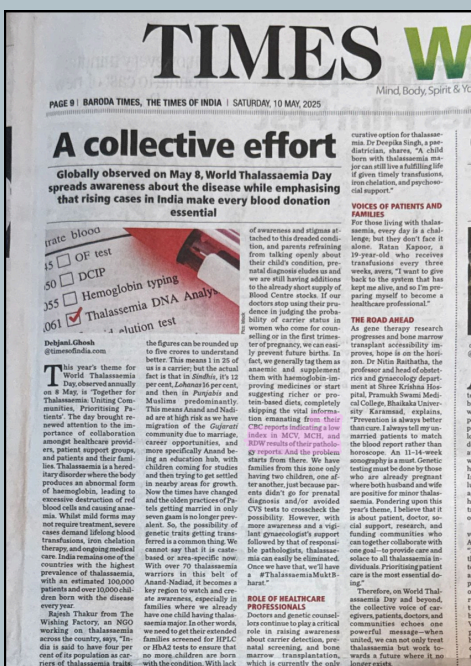 TIMES W
Mind, Body, Spirit &
PAGE 9 | BARODA TIMES, THE TIMES OF INDIA | SATURDAY, 10 MAY, 2025
A collective effort
Globally observed on May 8, World Thalassaemia Day
spreads awareness about the disease while emphasising
that rising cases in India make every blood donation
essential
trate blood
45 OF test
50 DCIP
055 Hemoglobin typing
061 Thalassemia DNA Analys
elution test
Debjani.Ghosh
@timesofindia.com
This year's theme for
World Thalassaemia
Day, observed annually
on 8 May, is 'Together for
Thalassaemia: Uniting Com-
munities, Prioritising Pa-
tients'. The day brought re-
newed attention to the im-
portance of collaboration
amongst healthcare provid-
ers, patient support groups,
and patients and their fami-
lies. Thalassaemia is a hered-
itary disorder where the body
produces an abnormal form
of haemoglobin, leading to
excessive destruction of red
blood cells and causing anae-
mia. Whilst mild forms may
not require treatment, severe
cases demand lifelong blood
transfusions, iron chelation
therapy, and ongoing medical
care. India remains one of the
countries with the highest
prevalence of thalassaemia,
with an estimated 100,000
patients and over 10,000 chil-
dren born with the disease
every year.
Rajesh Thakur from The
Wishing Factory, an NGO
working on thalassaemia
across the country, says, "In-
dia is said to have four per
cent of its population as car-
riers of thalassemia traits
the figures can be rounded up
to five crores to understand
better. This means 1 in 25 of
us is a carrier; but the actual
fact is that in Sindhis, it's 12
per cent, Lohanas 16 per cent,
and then in Punjabis and
Muslims predominantly.
This means Anand and Nadi-
ad are at high risk as we have
migration of the Gujarati
community due to marriage,
career opportunities, and
more specifically Anand be-
ing an education hub, with
children coming for studies
and then trying to get settled
in nearby areas for growth.
Now the times have changed
and the olden practices of Pa-
tels getting married in only
seven gaam is no longer prev-
alent. So, the possibility of
genetic traits getting trans-
ferred is a common thing. We
cannot say that it is caste-
based or area-specific now.
With over 70 thalassaemia
warriors in this belt of
Anand-Nadiad, it becomes a
key region to watch and cre-
ate awareness, especially in
families where we already
have one child having thalas-
saemia major. In other words,
we need to get their extended
families screened for HPLC
or HbA2 tests to ensure that
no more children are born
with the condition. With lack
of awareness and stigmas at-
tached to this dreaded condi-
tion, and parents refraining
from talking openly about
their child's condition, pre-
natal diagnosis eludes us and
we are still having additions
to the already short supply of
Blood Centre stocks. If our
doctors stop using their pru-
dence in judging the proba-
bility of carrier status in
women who come for coun-
selling or in the first trimes-
ter of pregnancy, we can easi-
ly prevent future births. In
fact, we generally tag them as
anaemic and supplement
them with haemoglobin-im-
proving medicines or start
suggesting richer or pro-
tein-based diets, completely
skipping the vital informa-
tion emanating from their
CBC reports indicating a low
index in MCV, MCH, and
RDW results of their patholo-
gy reports. And the problem
starts from there. We have
families from this zone only
having two children, one af-
ter another, just because par-
ents didn't go for prenatal
diagnosis and/or avoided
CVS tests to crosscheck the
possibility. However, with
more awareness and a vigi-
lant gynaecologist's support
followed by that of responsi-
ble pathologists, thalassae-
mia can easily be eliminated.
Once we have that, we'll have
a #ThalassaemiaMuktB-
harat."
ROLE OF HEALTHCARE
PROFESSIONALS
Doctors and genetic counsel-
lors continue to play a critical
role in raising awareness
about carrier detection, pre-
natal screening, and bone
marrow transplantation,
which is currently the only
curative option for thalassae-
mia. Dr Deepika Singh, a pae-
diatrician, shares, "A child
born with thalassaemia ma-
jor can still live a fulfilling life
if given timely transfusions,
iron chelation, and psychoso-
cial support."
VOICES OF PATIENTS AND
FAMILIES
For those living with thalas-
saemia, every day is a chal-
lenge; but they don't face it
alone. Ratan Kapoor, a
19-year-old who receives
transfusions every three
weeks, avers, "I want to give
back to the system that has
kept me alive, and so I'm pre-
paring myself to become a
healthcare professional."
THE ROAD AHEAD
As gene therapy research
progresses and bone marrow
transplant accessibility im-
proves, hope is on the hori-
zon. Dr Nitin Raithatha, the
professor and head of obstet-
rics and gynaecology depart-
ment at Shree Krishna Hos-
pital, Pramukh Swami Medi-
cal College, Bhaikaka Univer-
sity Karamsad, explains,
"Prevention is always better
than cure. I always tell my un-
married patients to match
the blood report rather than
horoscope. An 11-14-week
sonography is a must. Genetic
testing must be done by those
who are already pregnant
where both husband and wife
are positive for minor thalas-
saemia. Pondering upon this
year's theme, I believe that it
is about patient, doctor, so-
cial support, research, and
funding communities who
can together collaborate with
one goal—to provide care and
solace to all thalassaemia in-
dividuals. Prioritising patient
care is the most essential do-
ing."
Therefore, on World Thal-
assaemia Day and beyond,
the collective voice of car-
egivers, patients, doctors, and
communities echoes one
powerful message—when
united, we can not only treat
thalassaemia but work to-
wards a future where it no
longer exists.